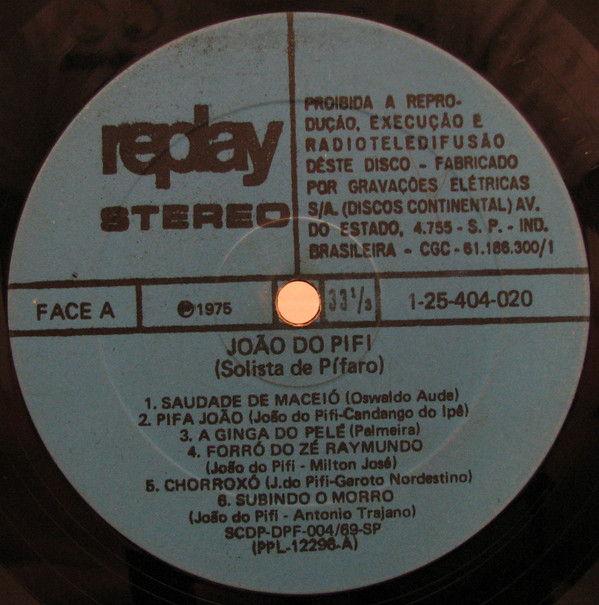 replay
STEREO
PROIBIDA A REPRO-
DUÇÃO, EXECUÇÃO E
RADIOTELEDIFUSÃO
DÊSTE DISCO - FABRICADO
POR GRAVAÇÕES ELÉTRICAS
S/A. (DISCOS CONTINENTAL) AV.
DO ESTADO, 4.755 - S. P. - IND.
BRASILEIRA - CGC - 61.186.300/1
FACE A
℗1975
33 1/3
1-25-404-020
JOÃO DO PIFI
(Solista de Pífaro)
1. SAUDADE DE MACEIÓ (Oswaldo Aude)
2. PIFA JOÃO (João do Pifi-Candango do Ipê)
3. A GINGA DO PELÉ (Palmeira)
4. FORRÓ DO ZÉ RAYMUNDO
(João do Pifi - Milton José)
5. CHORROXÓ (J.do Pifi-Garoto Nordestino)
6. SUBINDO O MORRO
(João do Pifi - Antonio Trajano)
SCDP-DPF-004/69-SP
(PPL-12296-A)